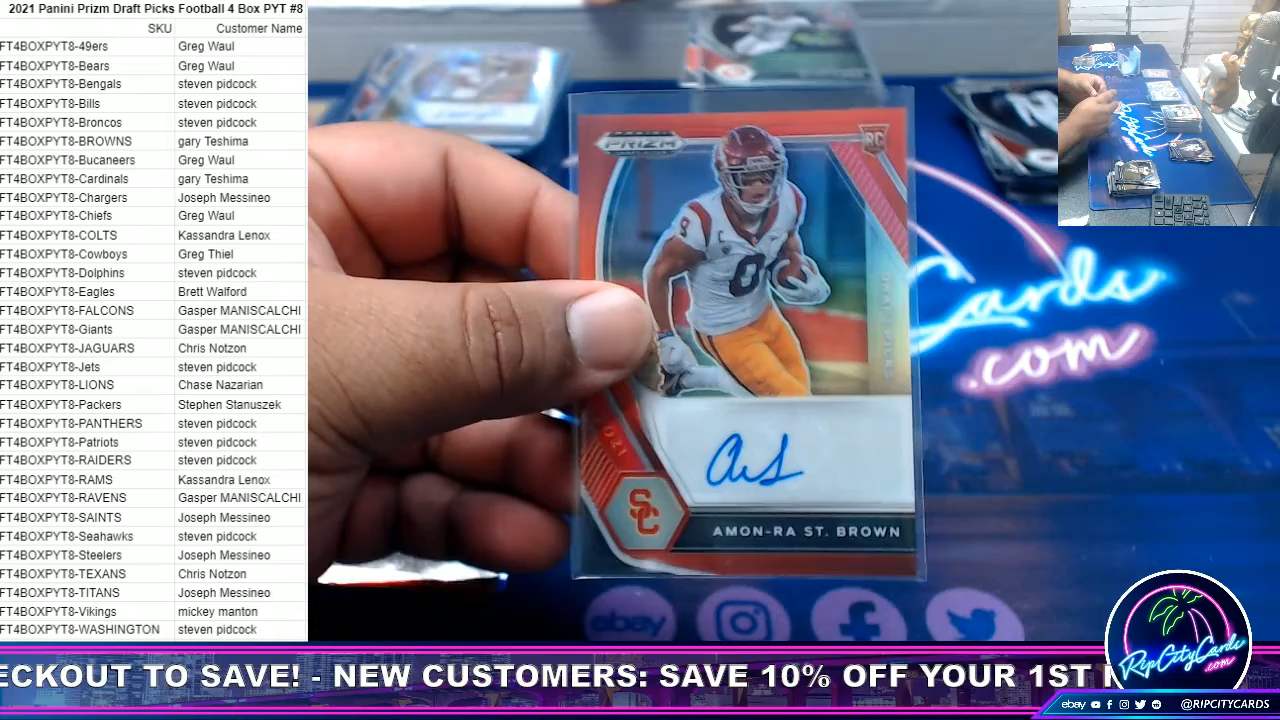 2021 Panini Prizm Draft Picks Football 4 Box PYT #8
SKU Customer Name
FT4BOXPYT8-49ers Greg Waul
FT4BOXPYT8-Bears Greg Waul
FT4BOXPYT8-Bengals steven pidcock
FT4BOXPYT8-Bills steven pidcock
FT4BOXPYT8-Broncos steven pidcock
FT4BOXPYT8-BROWNS gary Teshima
FT4BOXPYT8-Bucaneers Greg Waul
FT4BOXPYT8-Cardinals gary Teshima
FT4BOXPYT8-Chargers Joseph Messineo
FT4BOXPYT8-Chiefs Greg Waul
FT4BOXPYT8-COLTS Kassandra Lenox
FT4BOXPYT8-Cowboys Greg Thiel
FT4BOXPYT8-Dolphins steven pidcock
FT4BOXPYT8-Eagles Brett Walford
FT4BOXPYT8-FALCONS Gasper MANISCALCHI
FT4BOXPYT8-Giants Gasper MANISCALCHI
FT4BOXPYT8-JAGUARS Chris Notzon
FT4BOXPYT8-Jets steven pidcock
FT4BOXPYT8-LIONS Chase Nazarian
FT4BOXPYT8-Packers Stephen Stanuszek
FT4BOXPYT8-PANTHERS steven pidcock
FT4BOXPYT8-Patriots steven pidcock
FT4BOXPYT8-RAIDERS steven pidcock
FT4BOXPYT8-RAMS Kassandra Lenox
FT4BOXPYT8-RAVENS Gasper MANISCALCHI
FT4BOXPYT8-SAINTS Joseph Messineo
FT4BOXPYT8-Seahawks steven pidcock
FT4BOXPYT8-Steelers Joseph Messineo
FT4BOXPYT8-TEXANS Chris Notzon
FT4BOXPYT8-TITANS Joseph Messineo
FT4BOXPYT8-Vikings mickey manton
FT4BOXPYT8-WASHINGTON steven pidcock
PANINI
PRIZM
RC
8
SC
AMON-RA ST. BROWN
Cards
.com
ebay
ECKOUT TO SAVE! - NEW CUSTOMERS: SAVE 10% OFF YOUR 1ST
RipCityCards
.com
ebay @RIPCITYCARDS